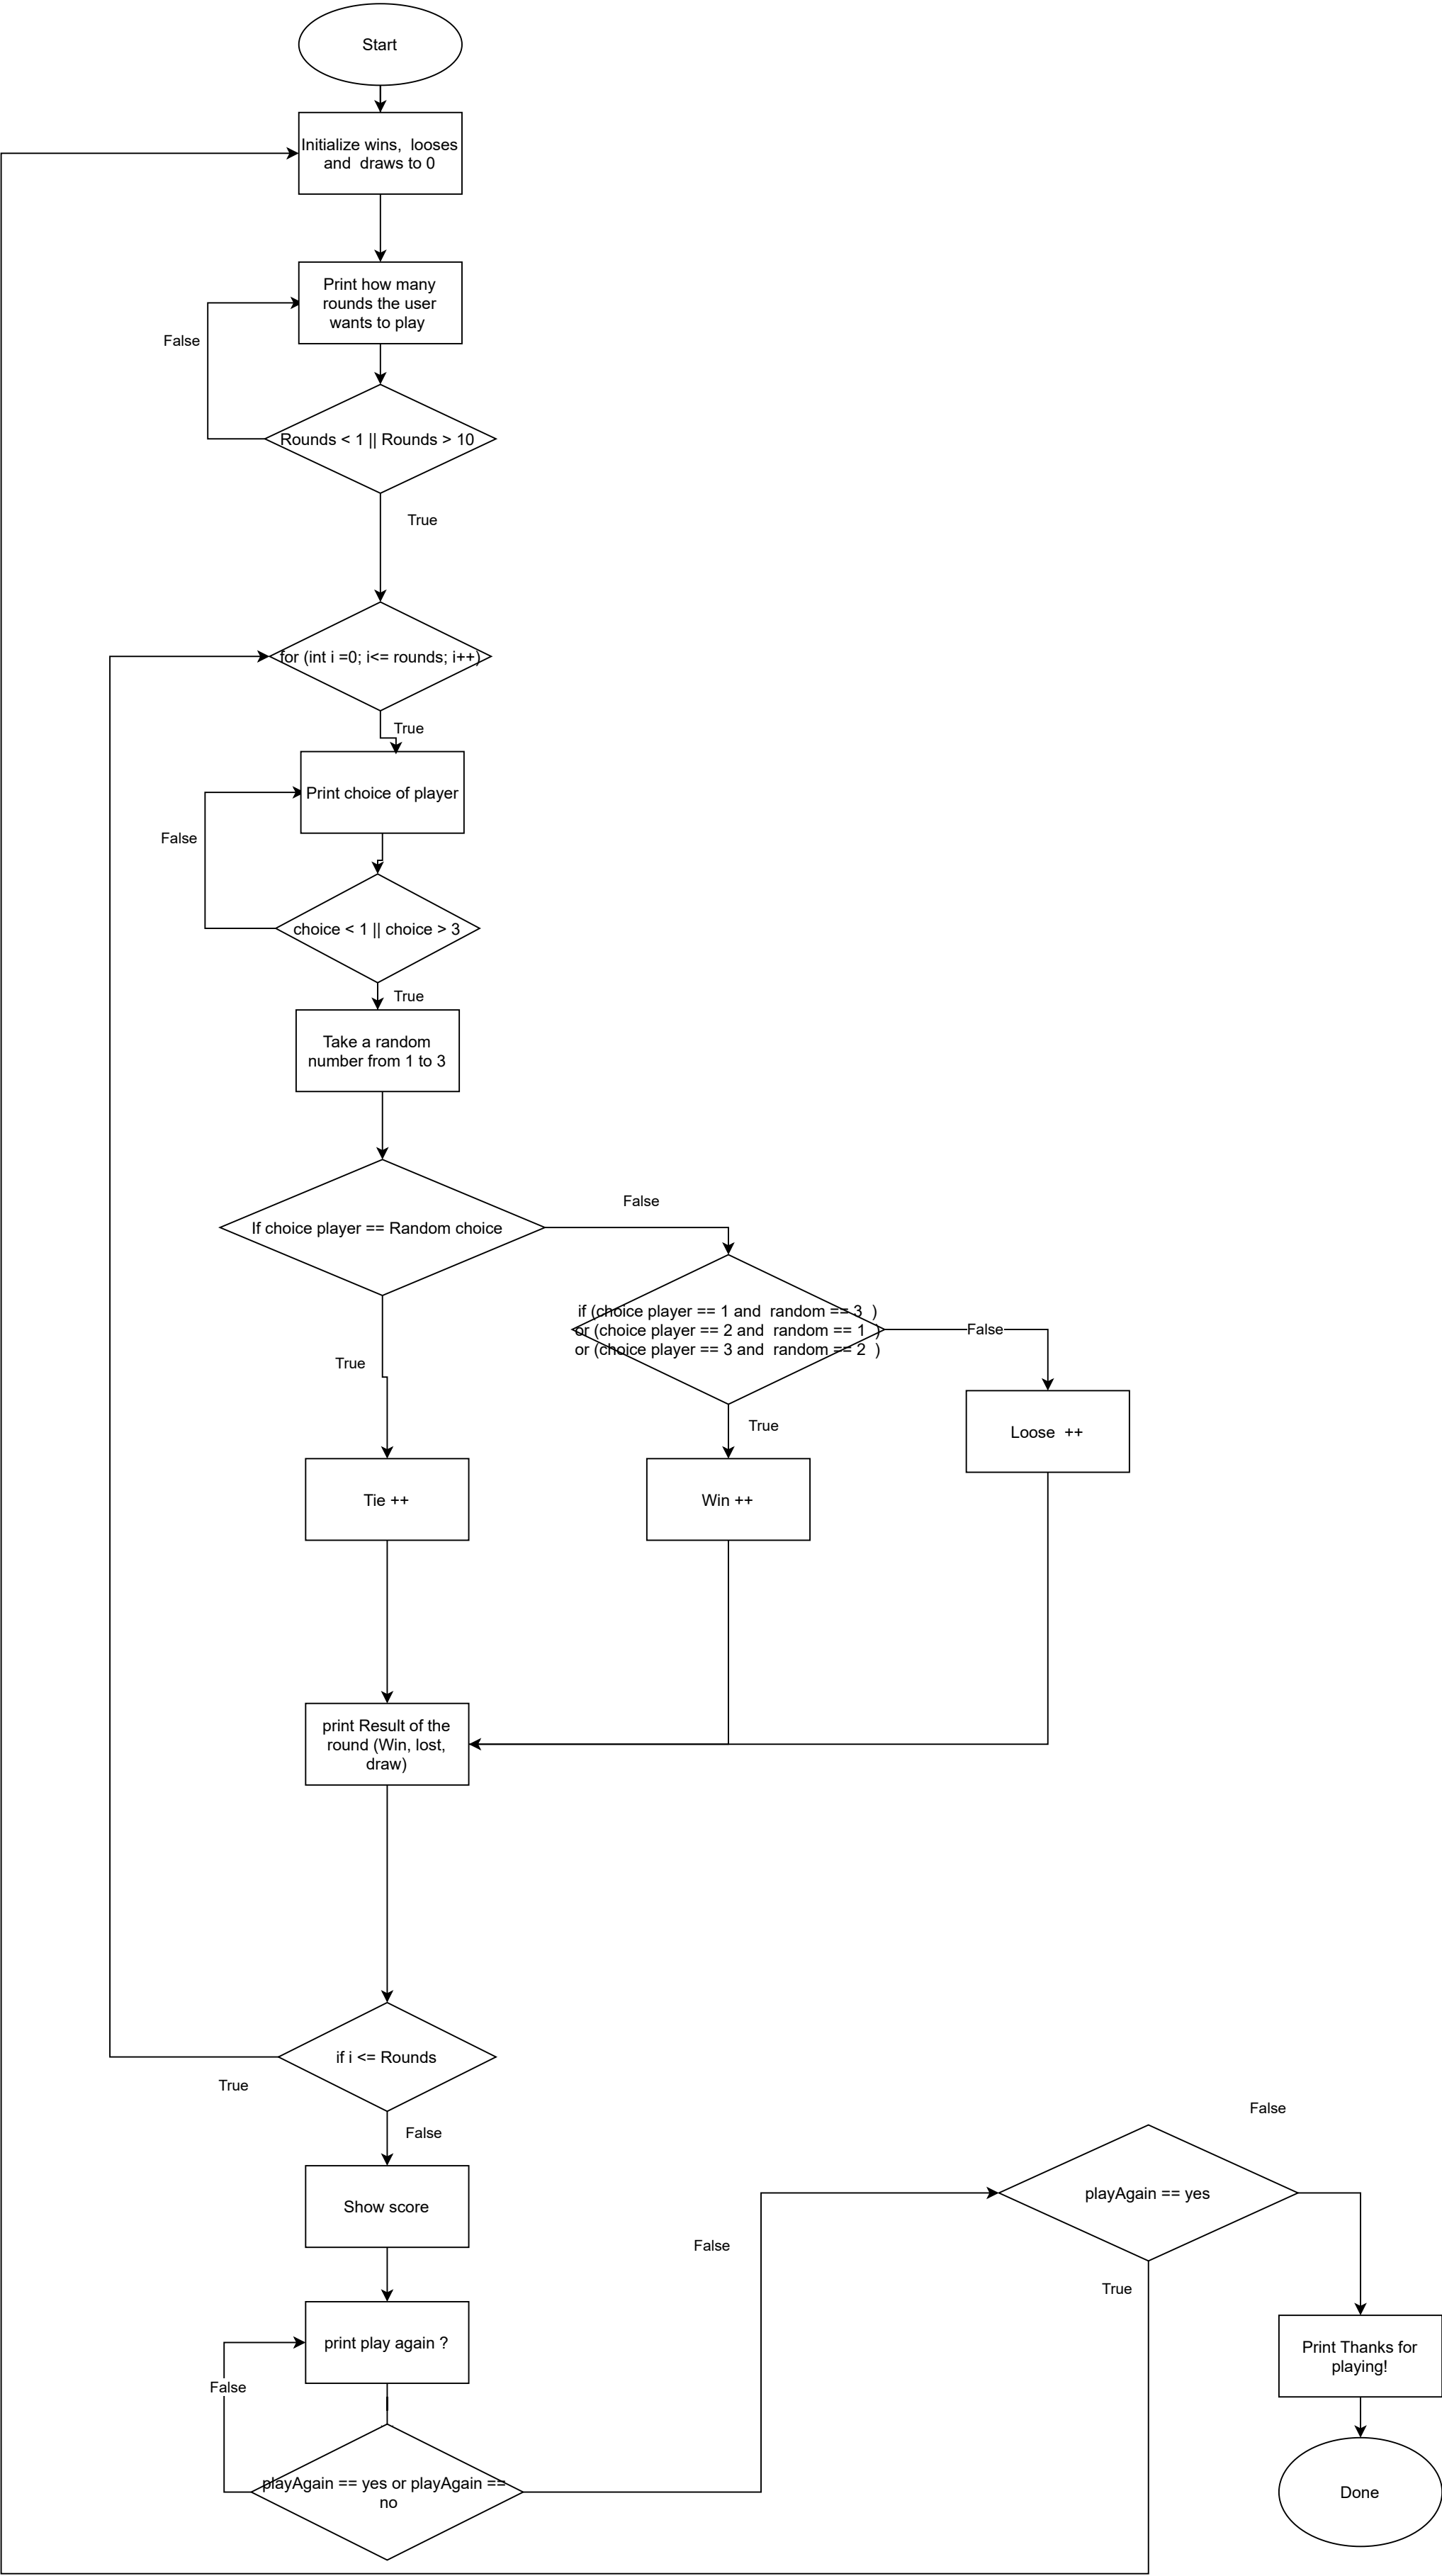 Start
Initialize wins, looses
and draws to 0
Print how many
rounds the user
wants to play
False
Rounds < 1 || Rounds > 10
True
for (int i =0; i<= rounds; i++)
True
Print choice of player
False
choice < 1 || choice > 3
True
Take a random
number from 1 to 3
False
If choice player == Random choice
if (choice player == 1 and random == 3 )
or (choice player == 2 and random == 1 )
or (choice player == 3 and random == 2 )
False
True
True
Loose ++
Tie ++
Win ++
print Result of the
round (Win, lost,
draw)
if i <= Rounds
True
False
False
Show score
playAgain == yes
False
True
print play again ?
Print Thanks for
playing!
False
playAgain == yes or playAgain ==
no
Done